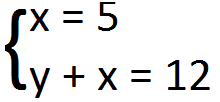 x = 5
y + x = 12